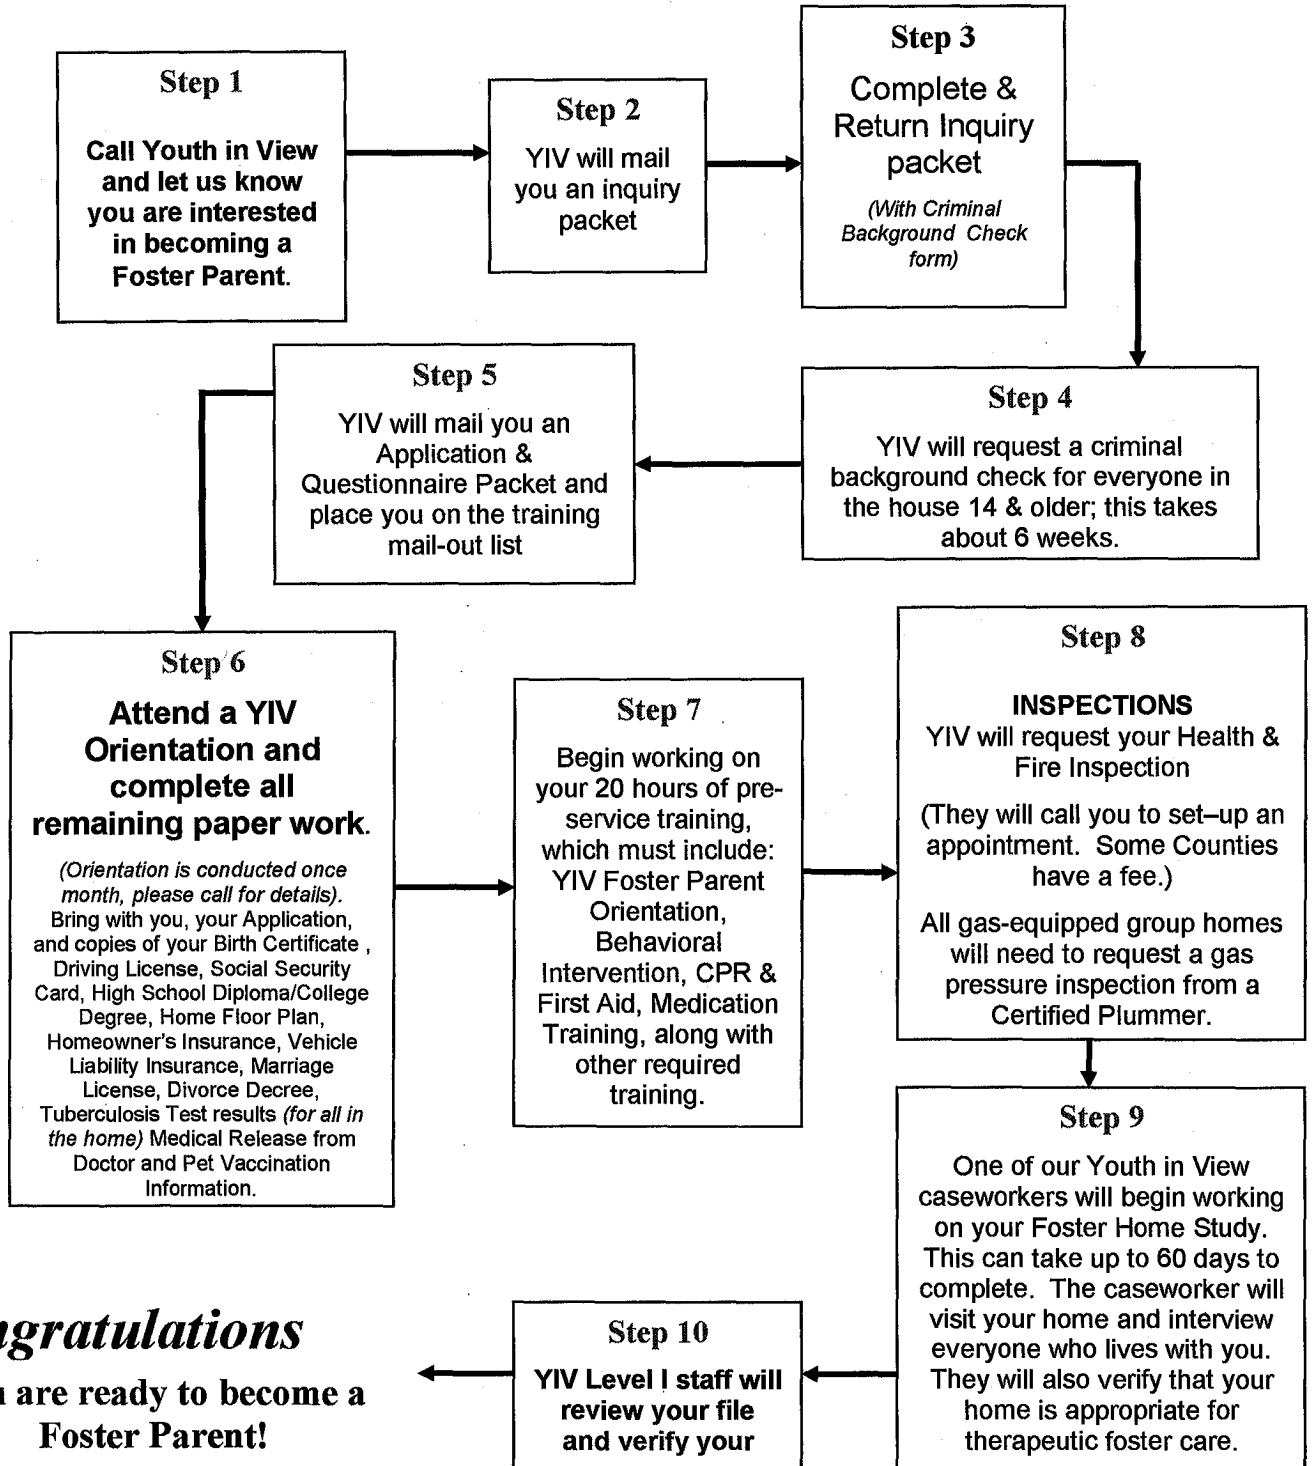 Step 1
Call Youth in View
and let us know
you are interested
in becoming a
Foster Parent.
Step 2
YIV will mail
you an inquiry
packet
Step 3
Complete &
Return Inquiry
packet
(With Criminal
Background Check
form)
Step 4
YIV will request a criminal
background check for everyone in
the house 14 & older; this takes
about 6 weeks.
Step 5
YIV will mail you an
Application &
Questionnaire Packet and
place you on the training
mail-out list
Step 6
Attend a YIV
Orientation and
complete all
remaining paper work.
(Orientation is conducted once
month, please call for details).
Bring with you, your Application,
and copies of your Birth Certificate ,
Driving License, Social Security
Card, High School Diploma/College
Degree, Home Floor Plan,
Homeowner's Insurance, Vehicle
Liability Insurance, Marriage
License, Divorce Decree,
Tuberculosis Test results (for all in
the home) Medical Release from
Doctor and Pet Vaccination
Information.
Step 7
Begin working on
your 20 hours of pre-
service training,
which must include:
YIV Foster Parent
Orientation,
Behavioral
Intervention, CPR &
First Aid, Medication
Training, along with
other required
training.
Step 8
INSPECTIONS
YIV will request your Health &
Fire Inspection
(They will call you to set–up an
appointment. Some Counties
have a fee.)
All gas-equipped group homes
will need to request a gas
pressure inspection from a
Certified Plummer.
Step 9
One of our Youth in View
caseworkers will begin working
on your Foster Home Study.
This can take up to 60 days to
complete. The caseworker will
visit your home and interview
everyone who lives with you.
They will also verify that your
home is appropriate for
therapeutic foster care.
Step 10
YIV Level I staff will
review your file
and verify your
ngratulations
are ready to become a
Foster Parent!